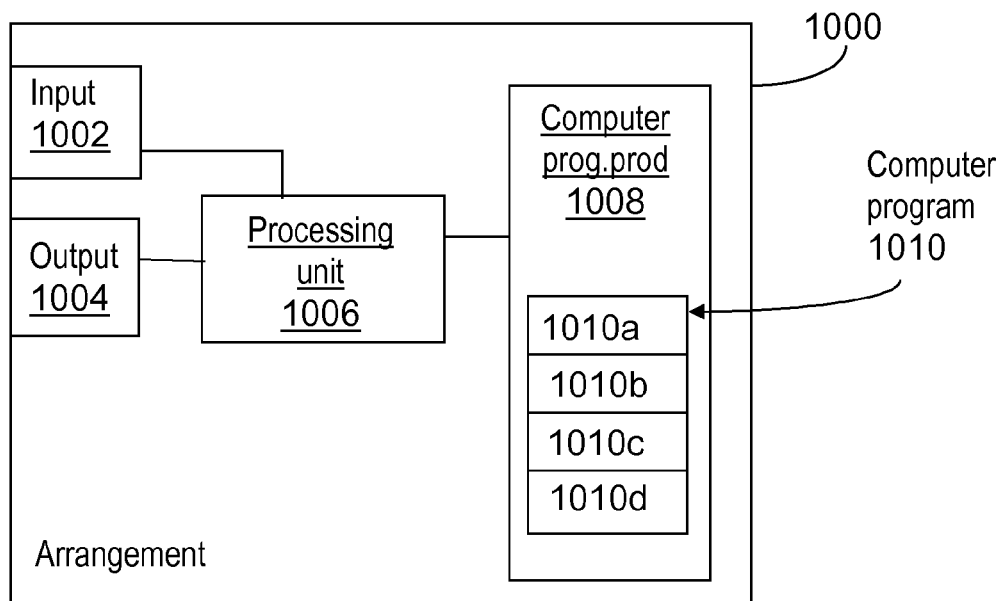 1000
Input
1002
Output
1004
Processing
unit
1006
Computer
prog.prod
1008
1010a
1010b
1010c
1010d
Computer
program
1010
Arrangement